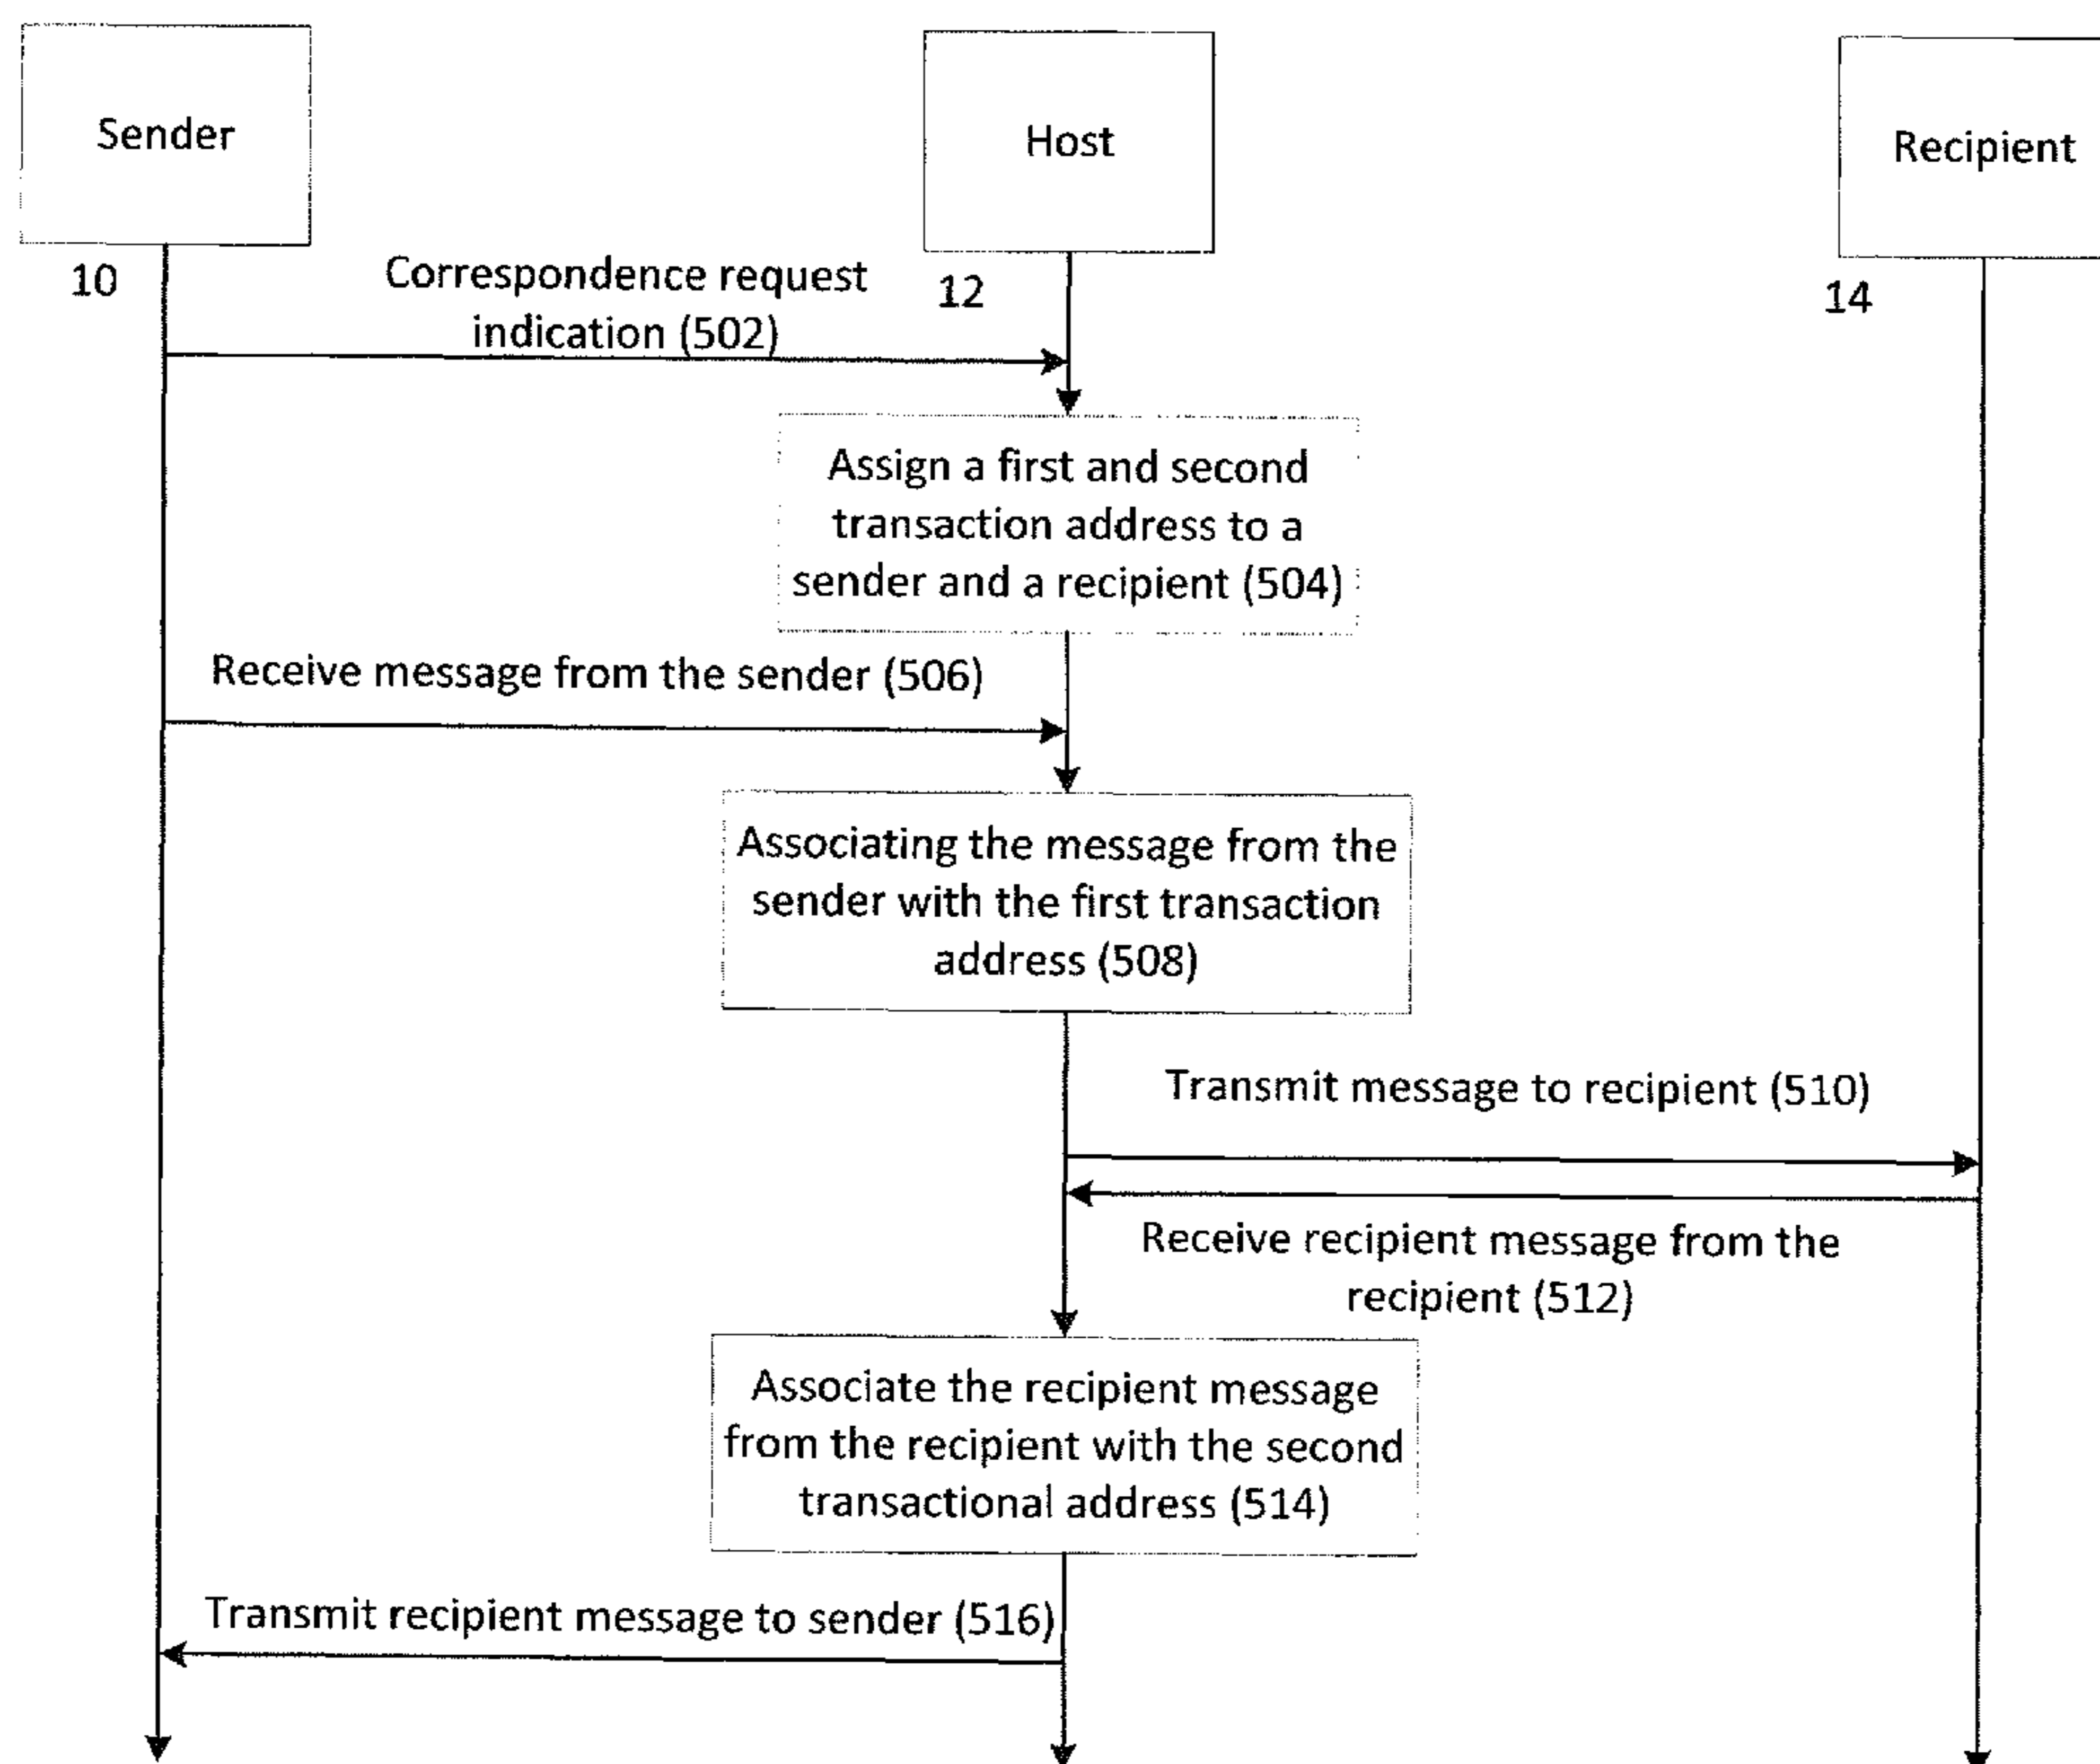 Sender
Host
Recipient
10
12
14
Correspondence request
indication (502)
Assign a first and second
transaction address to a
sender and a recipient (504)
Receive message from the sender (506)
Associating the message from the
sender with the first transaction
address (508)
Transmit message to recipient (510)
Receive recipient message from the
recipient (512)
Associate the recipient message
from the recipient with the second
transactional address (514)
Transmit recipient message to sender (516)